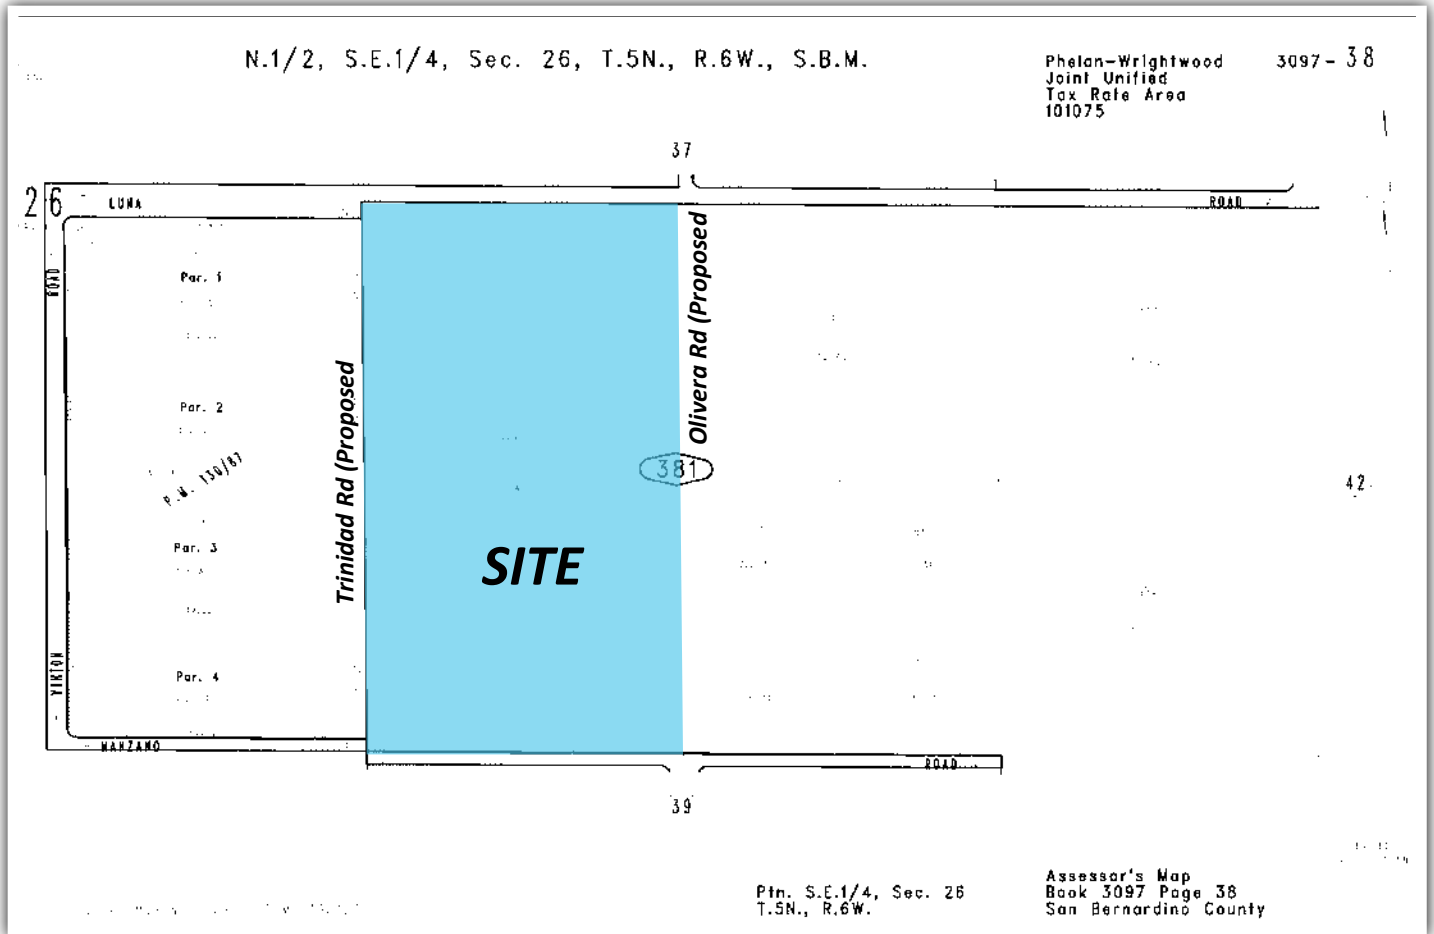 N.1/2, S.E.1/4, Sec. 26, T.5N., R.6W., S.B.M.
Phelan-Wrightwood
Joint Unified
Tax Rate Area
101075
3097-38
37
26
LUNA
ROAD
ROAD
Par. 1
Olivera Rd (Proposed
Trinidad Rd (Proposed
Par. 2
P.M. 130/87
381
42
Par. 3
SITE
Par. 4
MANZANO
ROAD
39
Ptn. S.E.1/4, Sec. 26
T.5N., R.6W.
Assessor's Map
Book 3097 Page 38
San Bernardino County